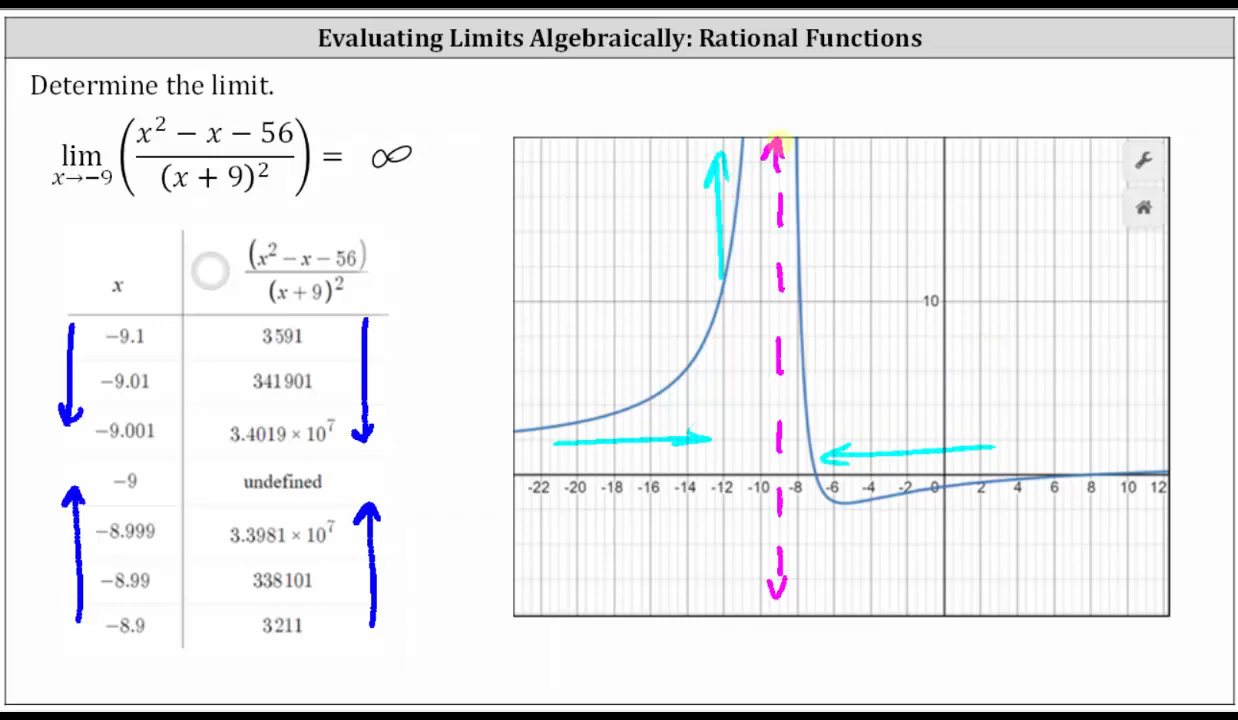 Evaluating Limits Algebraically: Rational Functions
Determine the limit.
lim x→−9 ((x² − x − 56)/(x + 9)²) = ∞
x (x² − x − 56)/(x + 9)²
−9.1 3591
−9.01 341901
−9.001 3.4019 × 10⁷
−9 undefined
−8.999 3.3981 × 10⁷
−8.99 338101
−8.9 3211
10
-22 -20 -18 -16 -14 -12 -10 -8 -6 -4 -2 0 2 4 6 8 10 12